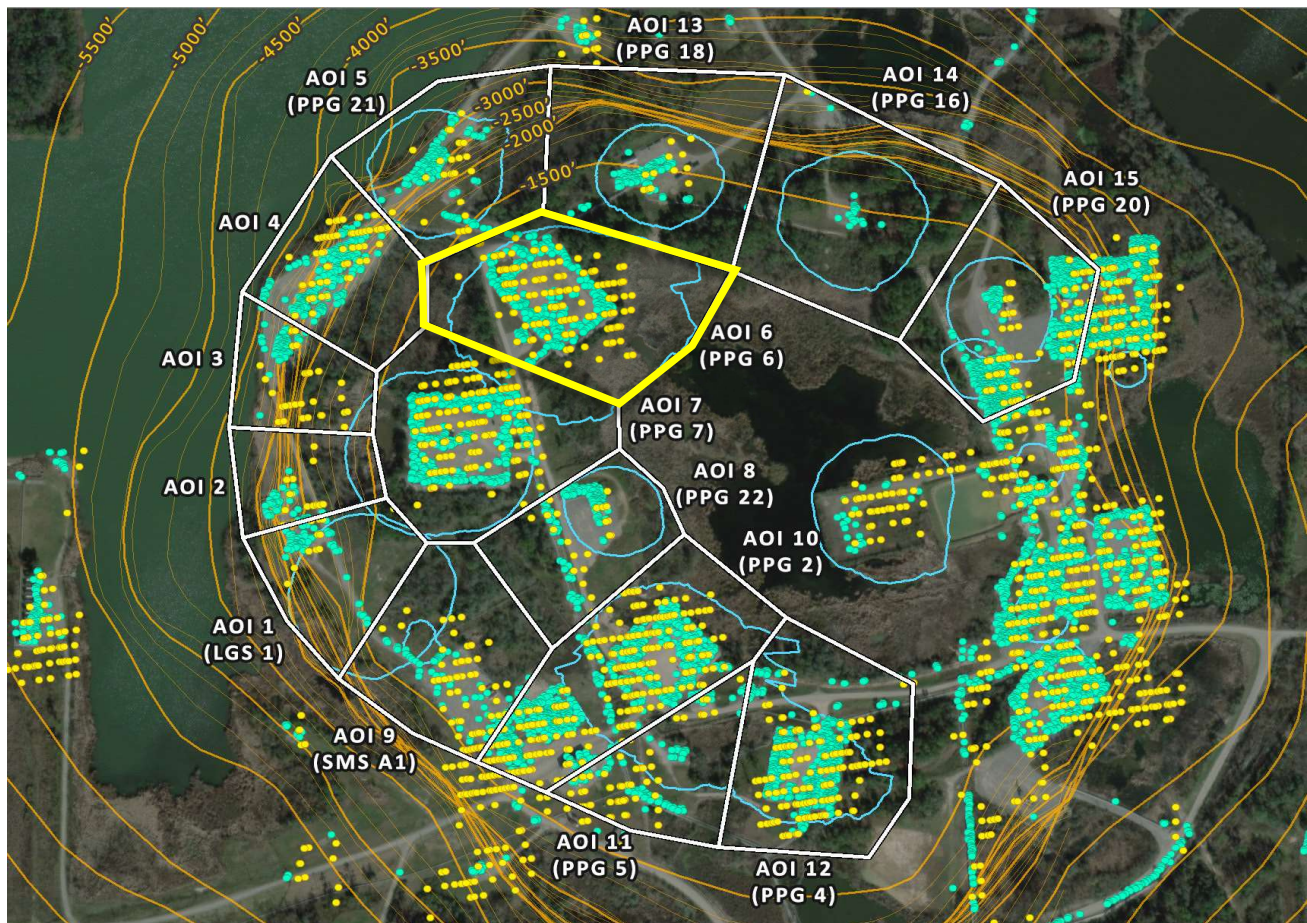 -5500'
-5000'
-4500'
-4000'
-3500'
-3000'
-2500'
-2000'
-1500'
AOI 13
(PPG 18)
AOI 5
(PPG 21)
AOI 14
(PPG 16)
AOI 15
(PPG 20)
AOI 4
AOI 3
AOI 6
(PPG 6)
AOI 7
(PPG 7)
AOI 8
(PPG 22)
AOI 2
AOI 10
(PPG 2)
AOI 1
(LGS 1)
AOI 9
(SMS A1)
AOI 11
(PPG 5)
AOI 12
(PPG 4)